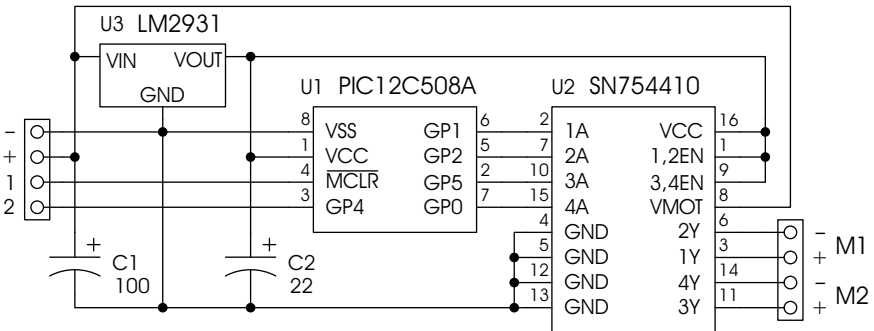 U3 LM2931
VIN VOUT
GND
U1 PIC12C508A
U2 SN754410
8 VSS GP1 6
1 VCC GP2 5
4 MCLR GP5 2
3 GP4 GP0 7
2 1A VCC 16
7 2A 1,2EN 1
10 3A 3,4EN 9
15 4A VMOT 8
4 GND 2Y 6
5 GND 1Y 3
12 GND 4Y 14
13 GND 3Y 11
−
+
1
2
+
C1
100
+
C2
22
−
+ M1
−
+ M2